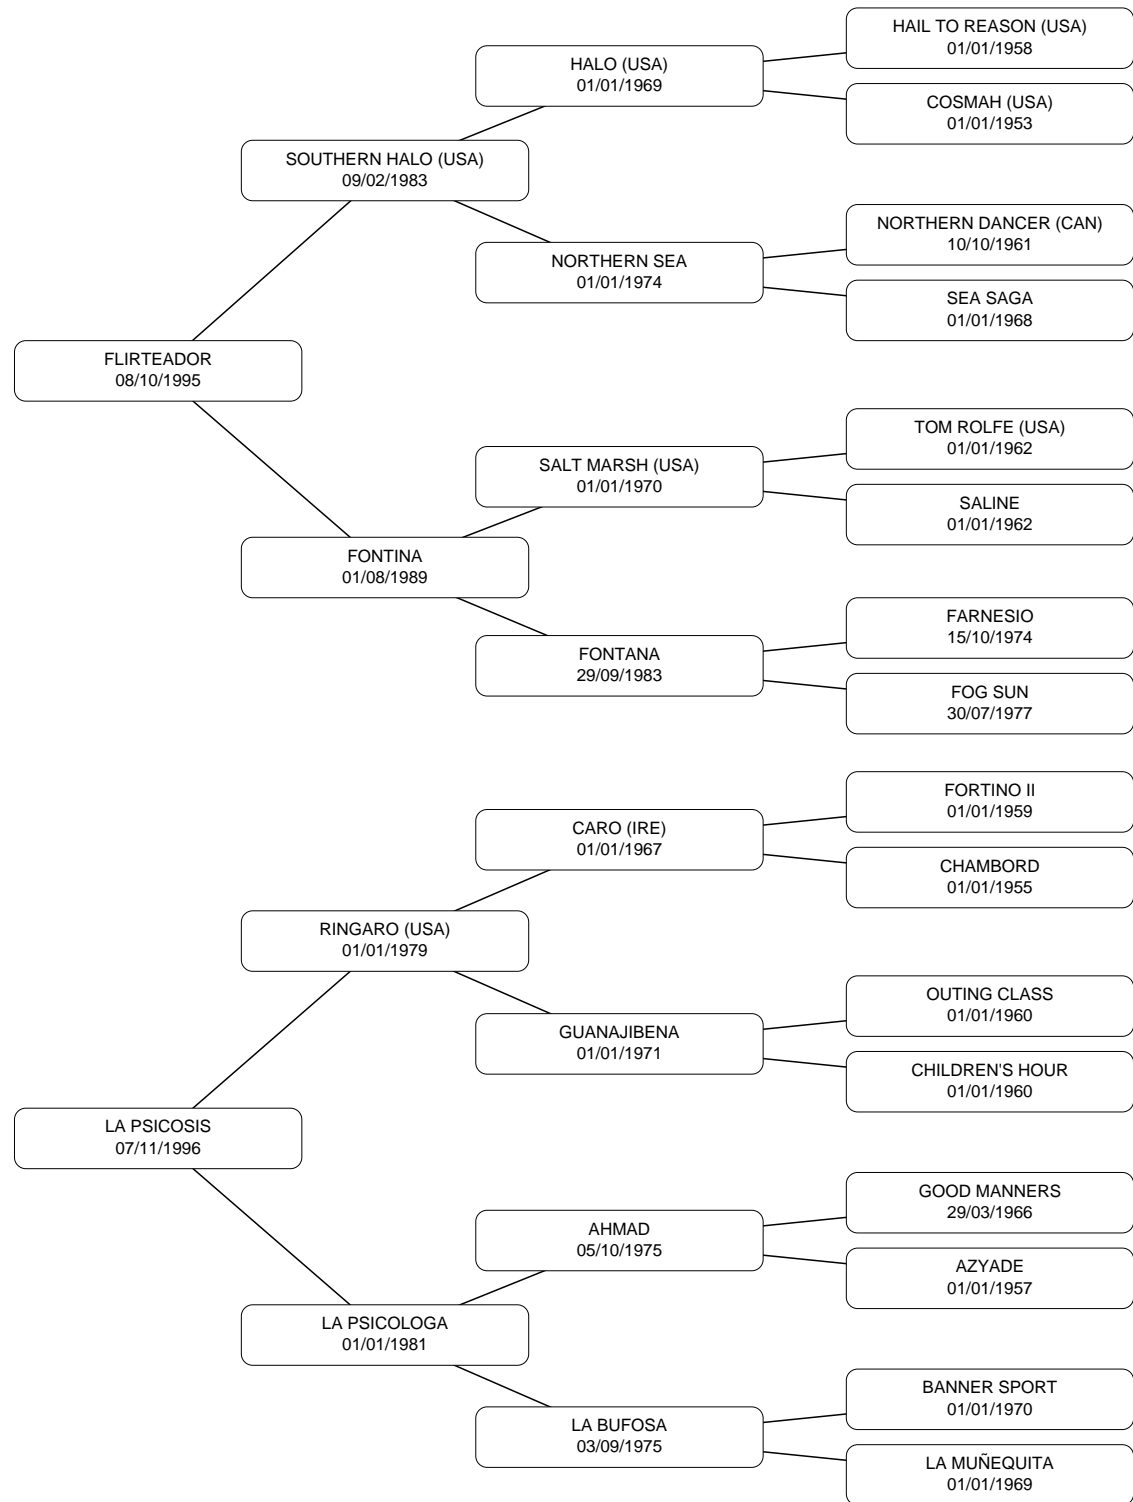 HAIL TO REASON (USA)
01/01/1958
HALO (USA)
01/01/1969
COSMAH (USA)
01/01/1953
SOUTHERN HALO (USA)
09/02/1983
NORTHERN DANCER (CAN)
10/10/1961
NORTHERN SEA
01/01/1974
SEA SAGA
01/01/1968
FLIRTEADOR
08/10/1995
TOM ROLFE (USA)
01/01/1962
SALT MARSH (USA)
01/01/1970
SALINE
01/01/1962
FONTINA
01/08/1989
FARNESIO
15/10/1974
FONTANA
29/09/1983
FOG SUN
30/07/1977
FORTINO II
01/01/1959
CARO (IRE)
01/01/1967
CHAMBORD
01/01/1955
RINGARO (USA)
01/01/1979
OUTING CLASS
01/01/1960
GUANAJIBENA
01/01/1971
CHILDREN'S HOUR
01/01/1960
LA PSICOSIS
07/11/1996
GOOD MANNERS
29/03/1966
AHMAD
05/10/1975
AZYADE
01/01/1957
LA PSICOLOGA
01/01/1981
BANNER SPORT
01/01/1970
LA BUFOSA
03/09/1975
LA MUÑEQUITA
01/01/1969